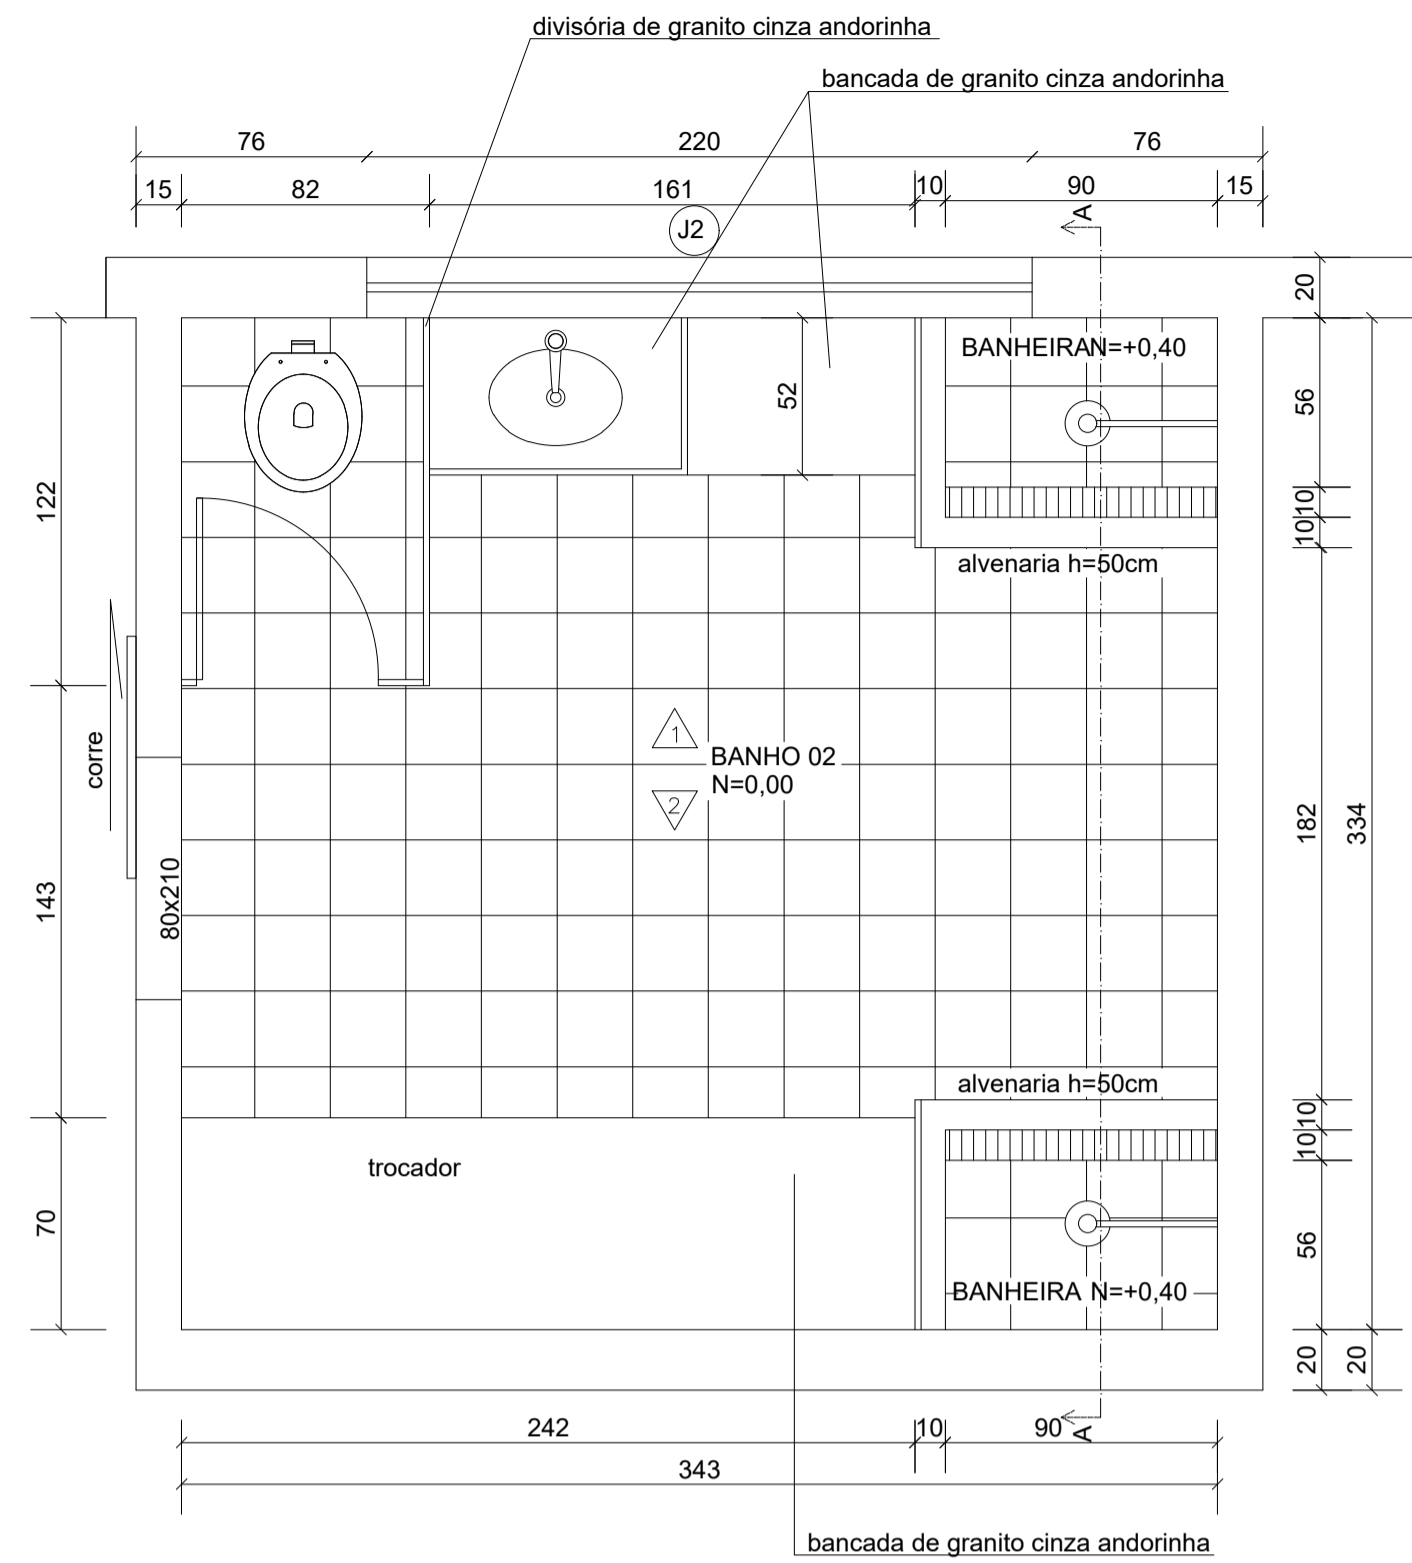 divisória de granito cinza andorinha
bancada de granito cinza andorinha
76 220 76
15 82 161 10 90 15
J2
A
20
BANHEIRA N=+0,40
52
56
122
10
10
alvenaria h=50cm
1
BANHO 02
N=0,00
2
corre
182
334
143
80x210
alvenaria h=50cm
10
10
trocador
70
56
BANHEIRA N=+0,40
20
20
242 10 90
A
343
bancada de granito cinza andorinha